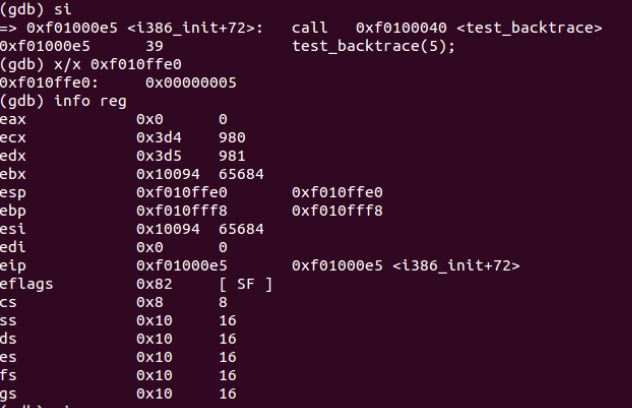 (gdb) si
=> 0xf01000e5 <i386_init+72>: call 0xf0100040 <test_backtrace>
0xf01000e5 39 test_backtrace(5);
(gdb) x/x 0xf010ffe0
0xf010ffe0: 0x00000005
(gdb) info reg
eax 0x0 0
ecx 0x3d4 980
edx 0x3d5 981
ebx 0x10094 65684
esp 0xf010ffe0 0xf010ffe0
ebp 0xf010fff8 0xf010fff8
esi 0x10094 65684
edi 0x0 0
eip 0xf01000e5 0xf01000e5 <i386_init+72>
eflags 0x82 [ SF ]
cs 0x8 8
ss 0x10 16
ds 0x10 16
es 0x10 16
fs 0x10 16
gs 0x10 16